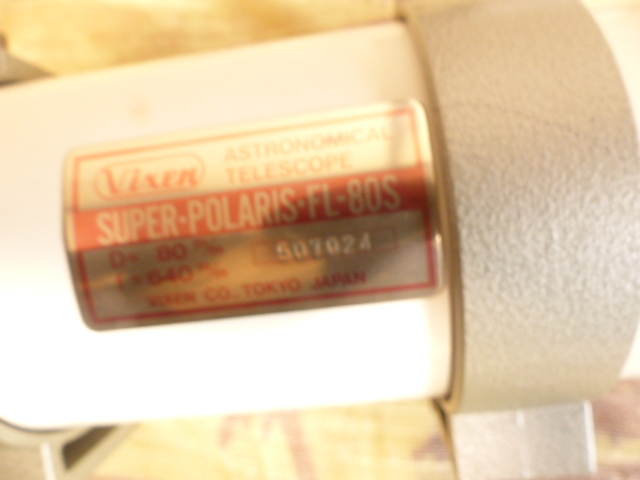 Vixen
ASTRONOMICAL
TELESCOPE
SUPER·POLARIS·FL-80S
D= 80 m/m
f=640 m/m
507024
VIXEN CO., TOKYO JAPAN